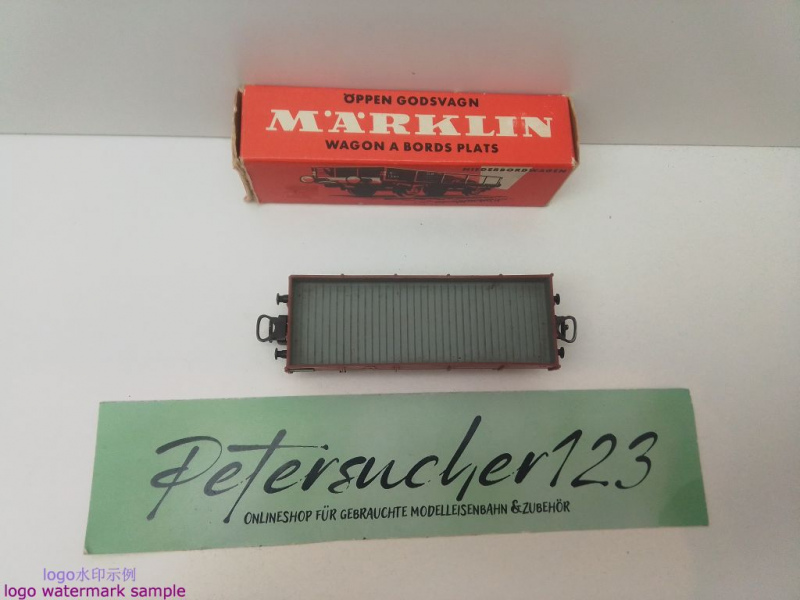 ÖPPEN GODSVAGN
MÄRKLIN
WAGON A BORDS PLATS
NIEDERBORDWAGEN
Petersucher123
ONLINESHOP FÜR GEBRAUCHTE MODELLEISENBAHN & ZUBEHÖR
logo水印示例
logo watermark sample